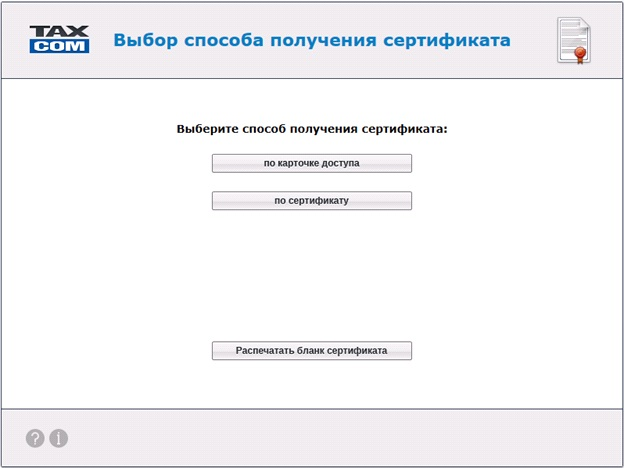 TAX
COM
Выбор способа получения сертификата
Выберите способ получения сертификата:
по карточке доступа
по сертификату
Распечатать бланк сертификата
? i